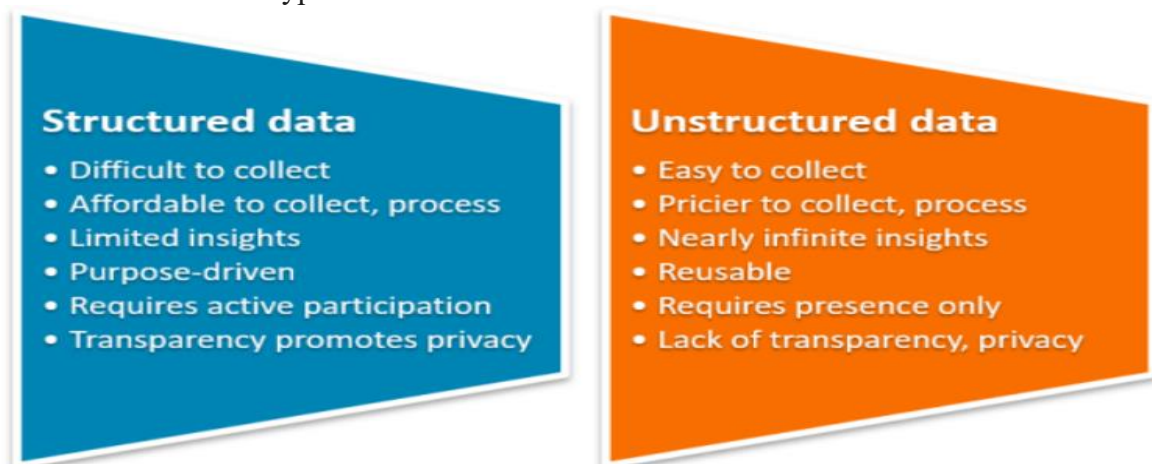 Structured data
• Difficult to collect
• Affordable to collect, process
• Limited insights
• Purpose-driven
• Requires active participation
• Transparency promotes privacy
Unstructured data
• Easy to collect
• Pricier to collect, process
• Nearly infinite insights
• Reusable
• Requires presence only
• Lack of transparency, privacy